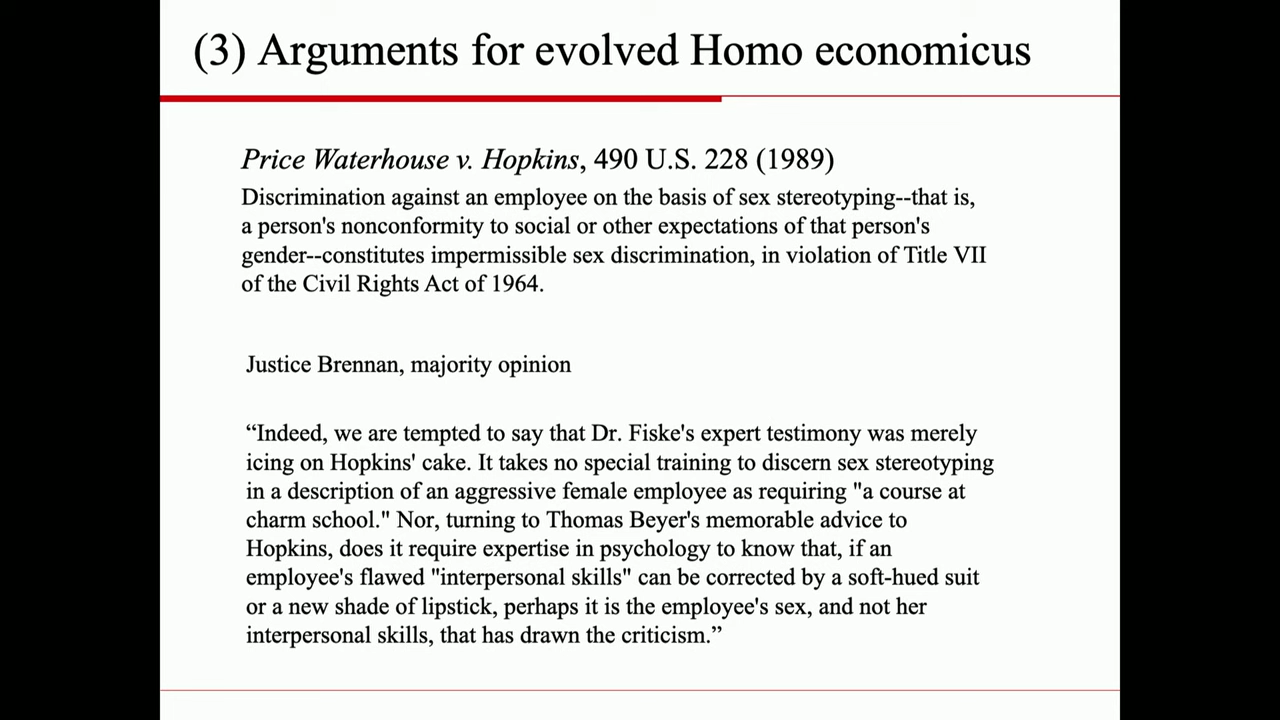 (3) Arguments for evolved Homo economicus
Price Waterhouse v. Hopkins, 490 U.S. 228 (1989)
Discrimination against an employee on the basis of sex stereotyping--that is,
a person's nonconformity to social or other expectations of that person's
gender--constitutes impermissible sex discrimination, in violation of Title VII
of the Civil Rights Act of 1964.
Justice Brennan, majority opinion
“Indeed, we are tempted to say that Dr. Fiske's expert testimony was merely
icing on Hopkins' cake. It takes no special training to discern sex stereotyping
in a description of an aggressive female employee as requiring "a course at
charm school." Nor, turning to Thomas Beyer's memorable advice to
Hopkins, does it require expertise in psychology to know that, if an
employee's flawed "interpersonal skills" can be corrected by a soft-hued suit
or a new shade of lipstick, perhaps it is the employee's sex, and not her
interpersonal skills, that has drawn the criticism.”